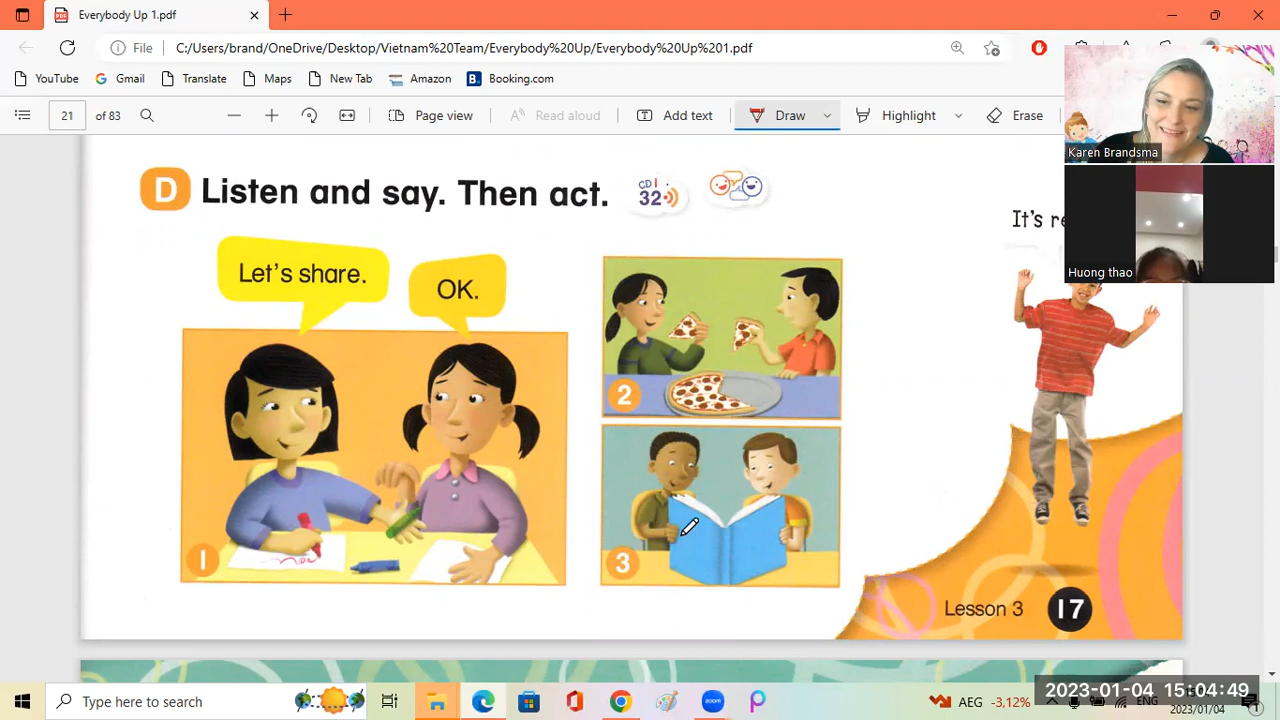 Everybody Up 1.pdf
File
C:/Users/brand/OneDrive/Desktop/Vietnam%20Team/Everybody%20Up/Everybody%20Up%201.pdf
YouTube Gmail Translate Maps New Tab Amazon Booking.com
21 of 83 Page view Read aloud Add text Draw Highlight Erase
Karen Brandsma
Huong thao
D Listen and say. Then act. CD 1 32
It's
Let's share.
OK.
1
2
3
Lesson 3 17
Type here to search
AEG -3,12%
ENG
2023-01-04 15:04:49
2023/01/04